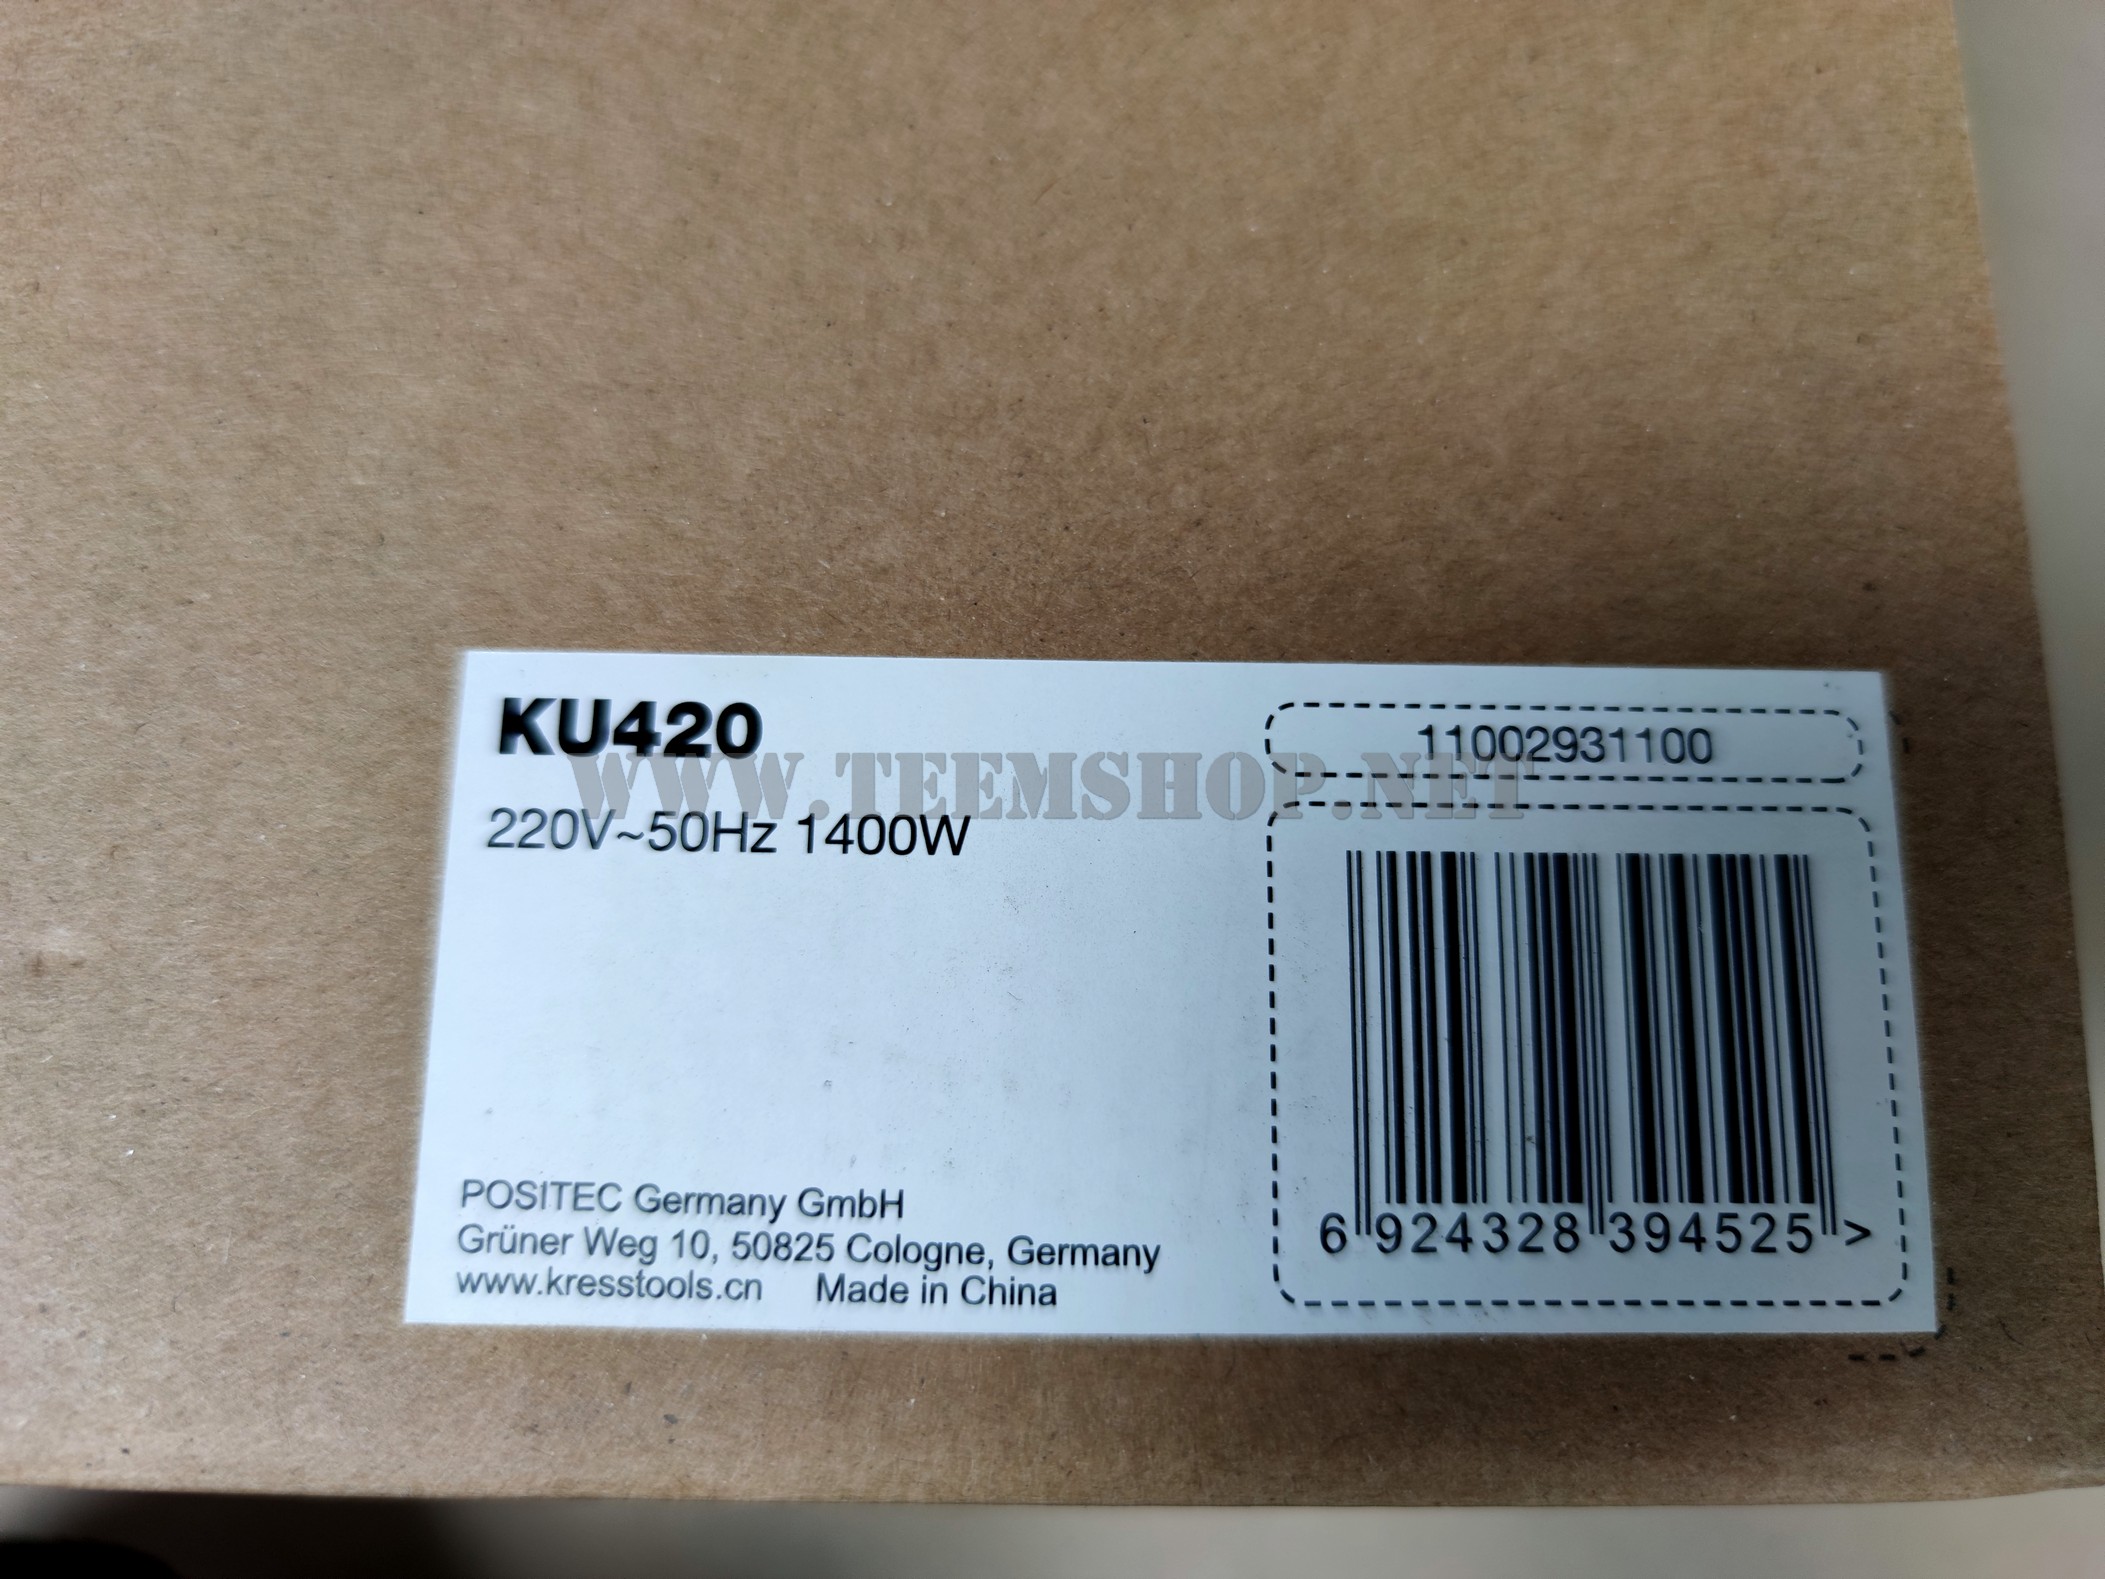 KU420
11002931100
WWW.TEEMSHOP.NET
220V~50Hz 1400W
6 924328 394525 >
POSITEC Germany GmbH
Grüner Weg 10, 50825 Cologne, Germany
www.kresstools.cn Made in China